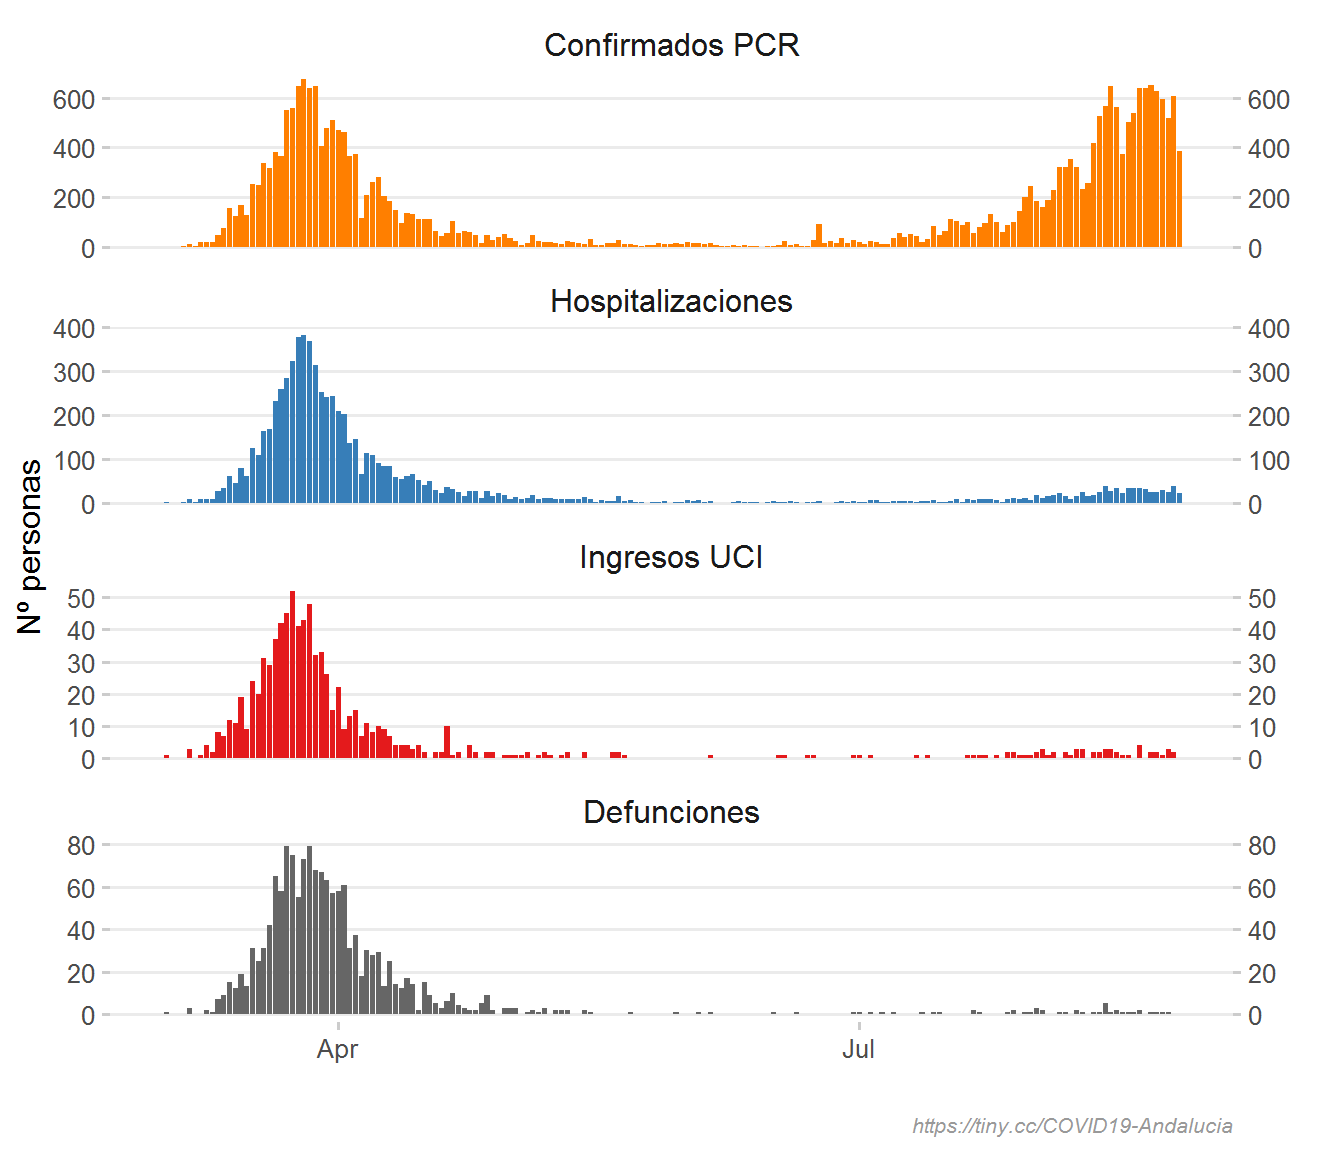 Confirmados PCR
600 600
400 400
200 200
0 0
Hospitalizaciones
400 400
300 300
200 200
100 100
0 0
Nº personas
Ingresos UCI
50 50
40 40
30 30
20 20
10 10
0 0
Defunciones
80 80
60 60
40 40
20 20
0 0
Apr Jul
https://tiny.cc/COVID19-Andalucia